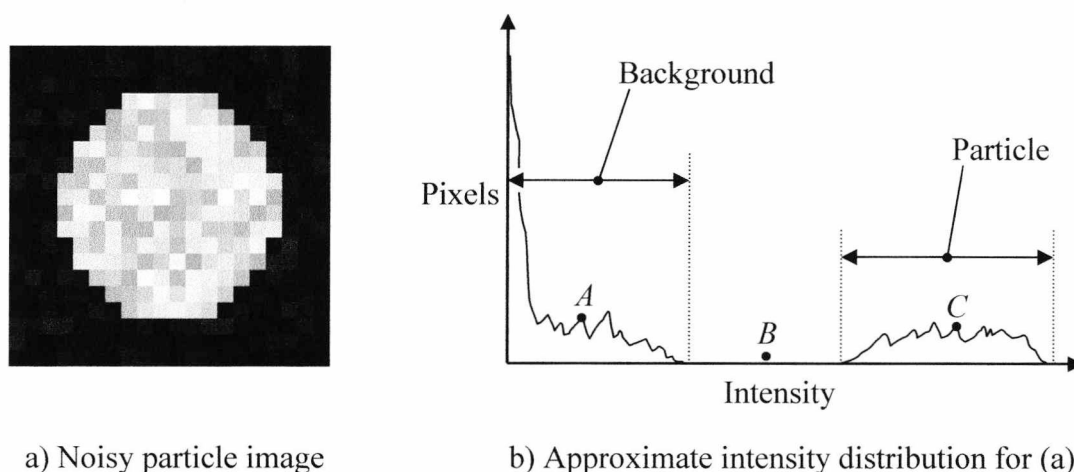 Background
Particle
Pixels
A
B
C
Intensity
a) Noisy particle image
b) Approximate intensity distribution for (a)